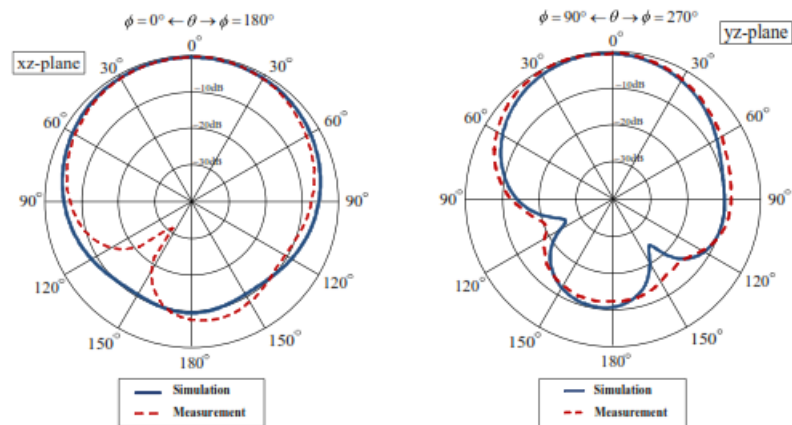 ϕ = 0° ← θ → ϕ = 180°
xz-plane
0°
30° 30°
60° 60°
90° 90°
120° 120°
150° 150°
180°
-10dB
-20dB
-30dB
Simulation
Measurement
ϕ = 90° ← θ → ϕ = 270°
yz-plane
0°
30° 30°
60° 60°
90° 90°
120° 120°
150° 150°
180°
-10dB
-20dB
-30dB
Simulation
Measurement